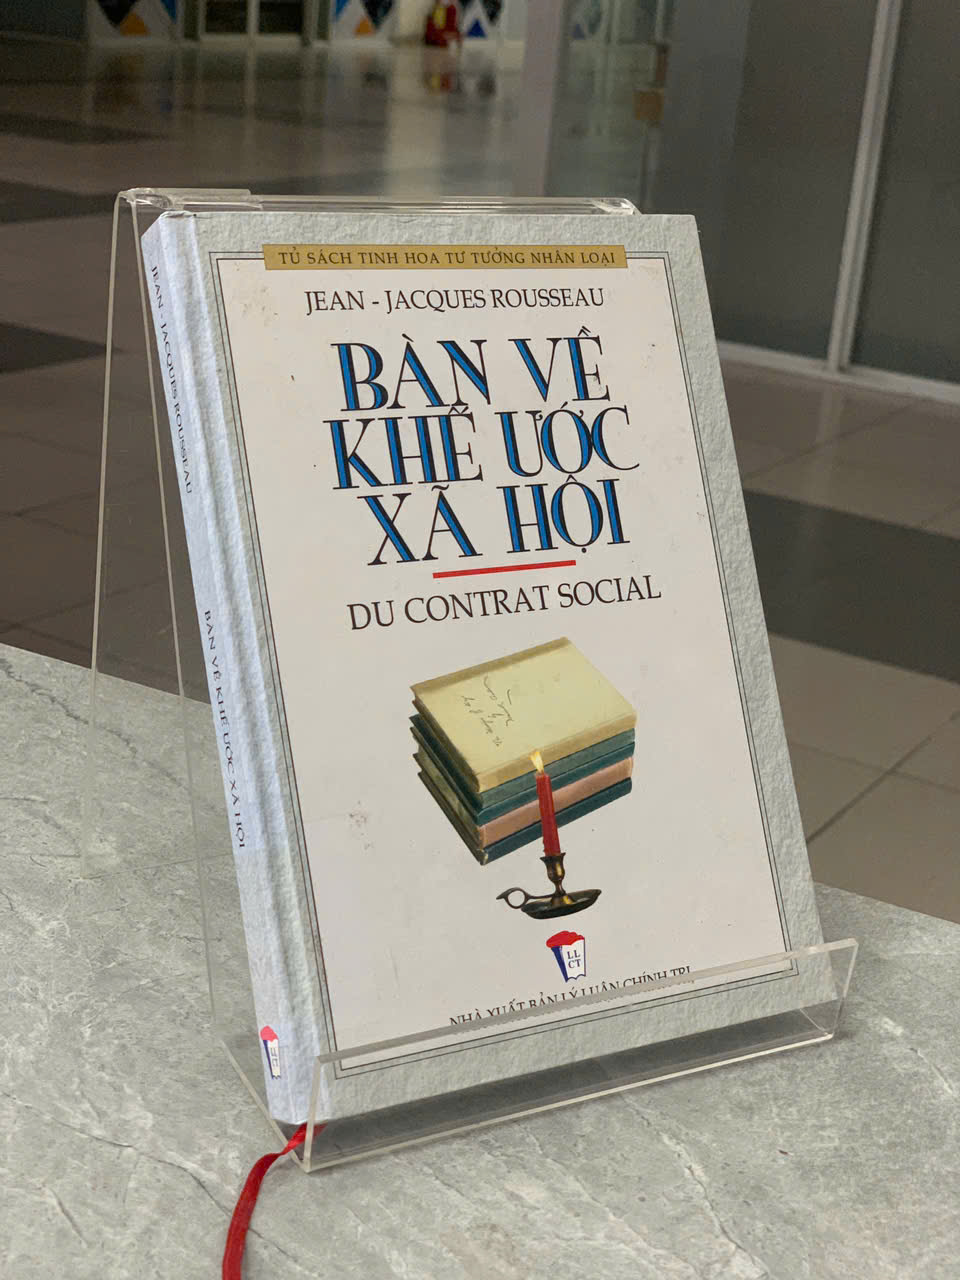 TỦ SÁCH TINH HOA TƯ TƯỞNG NHÂN LOẠI
JEAN - JACQUES ROUSSEAU
BÀN VỀ
KHẾ ƯỚC
XÃ HỘI
DU CONTRAT SOCIAL
LL
CT
NHÀ XUẤT BẢN LÝ LUẬN CHÍNH TRỊ
JEAN - JACQUES ROUSSEAU
BÀN VỀ KHẾ ƯỚC XÃ HỘI